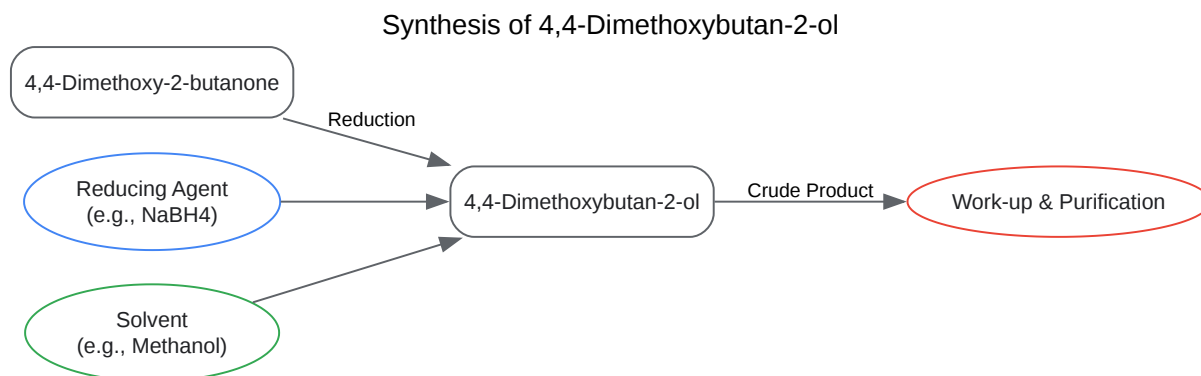 Synthesis of 4,4-Dimethoxybutan-2-ol
4,4-Dimethoxy-2-butanone
Reduction
Reducing Agent
(e.g., NaBH4)
4,4-Dimethoxybutan-2-ol
Crude Product
Work-up & Purification
Solvent
(e.g., Methanol)